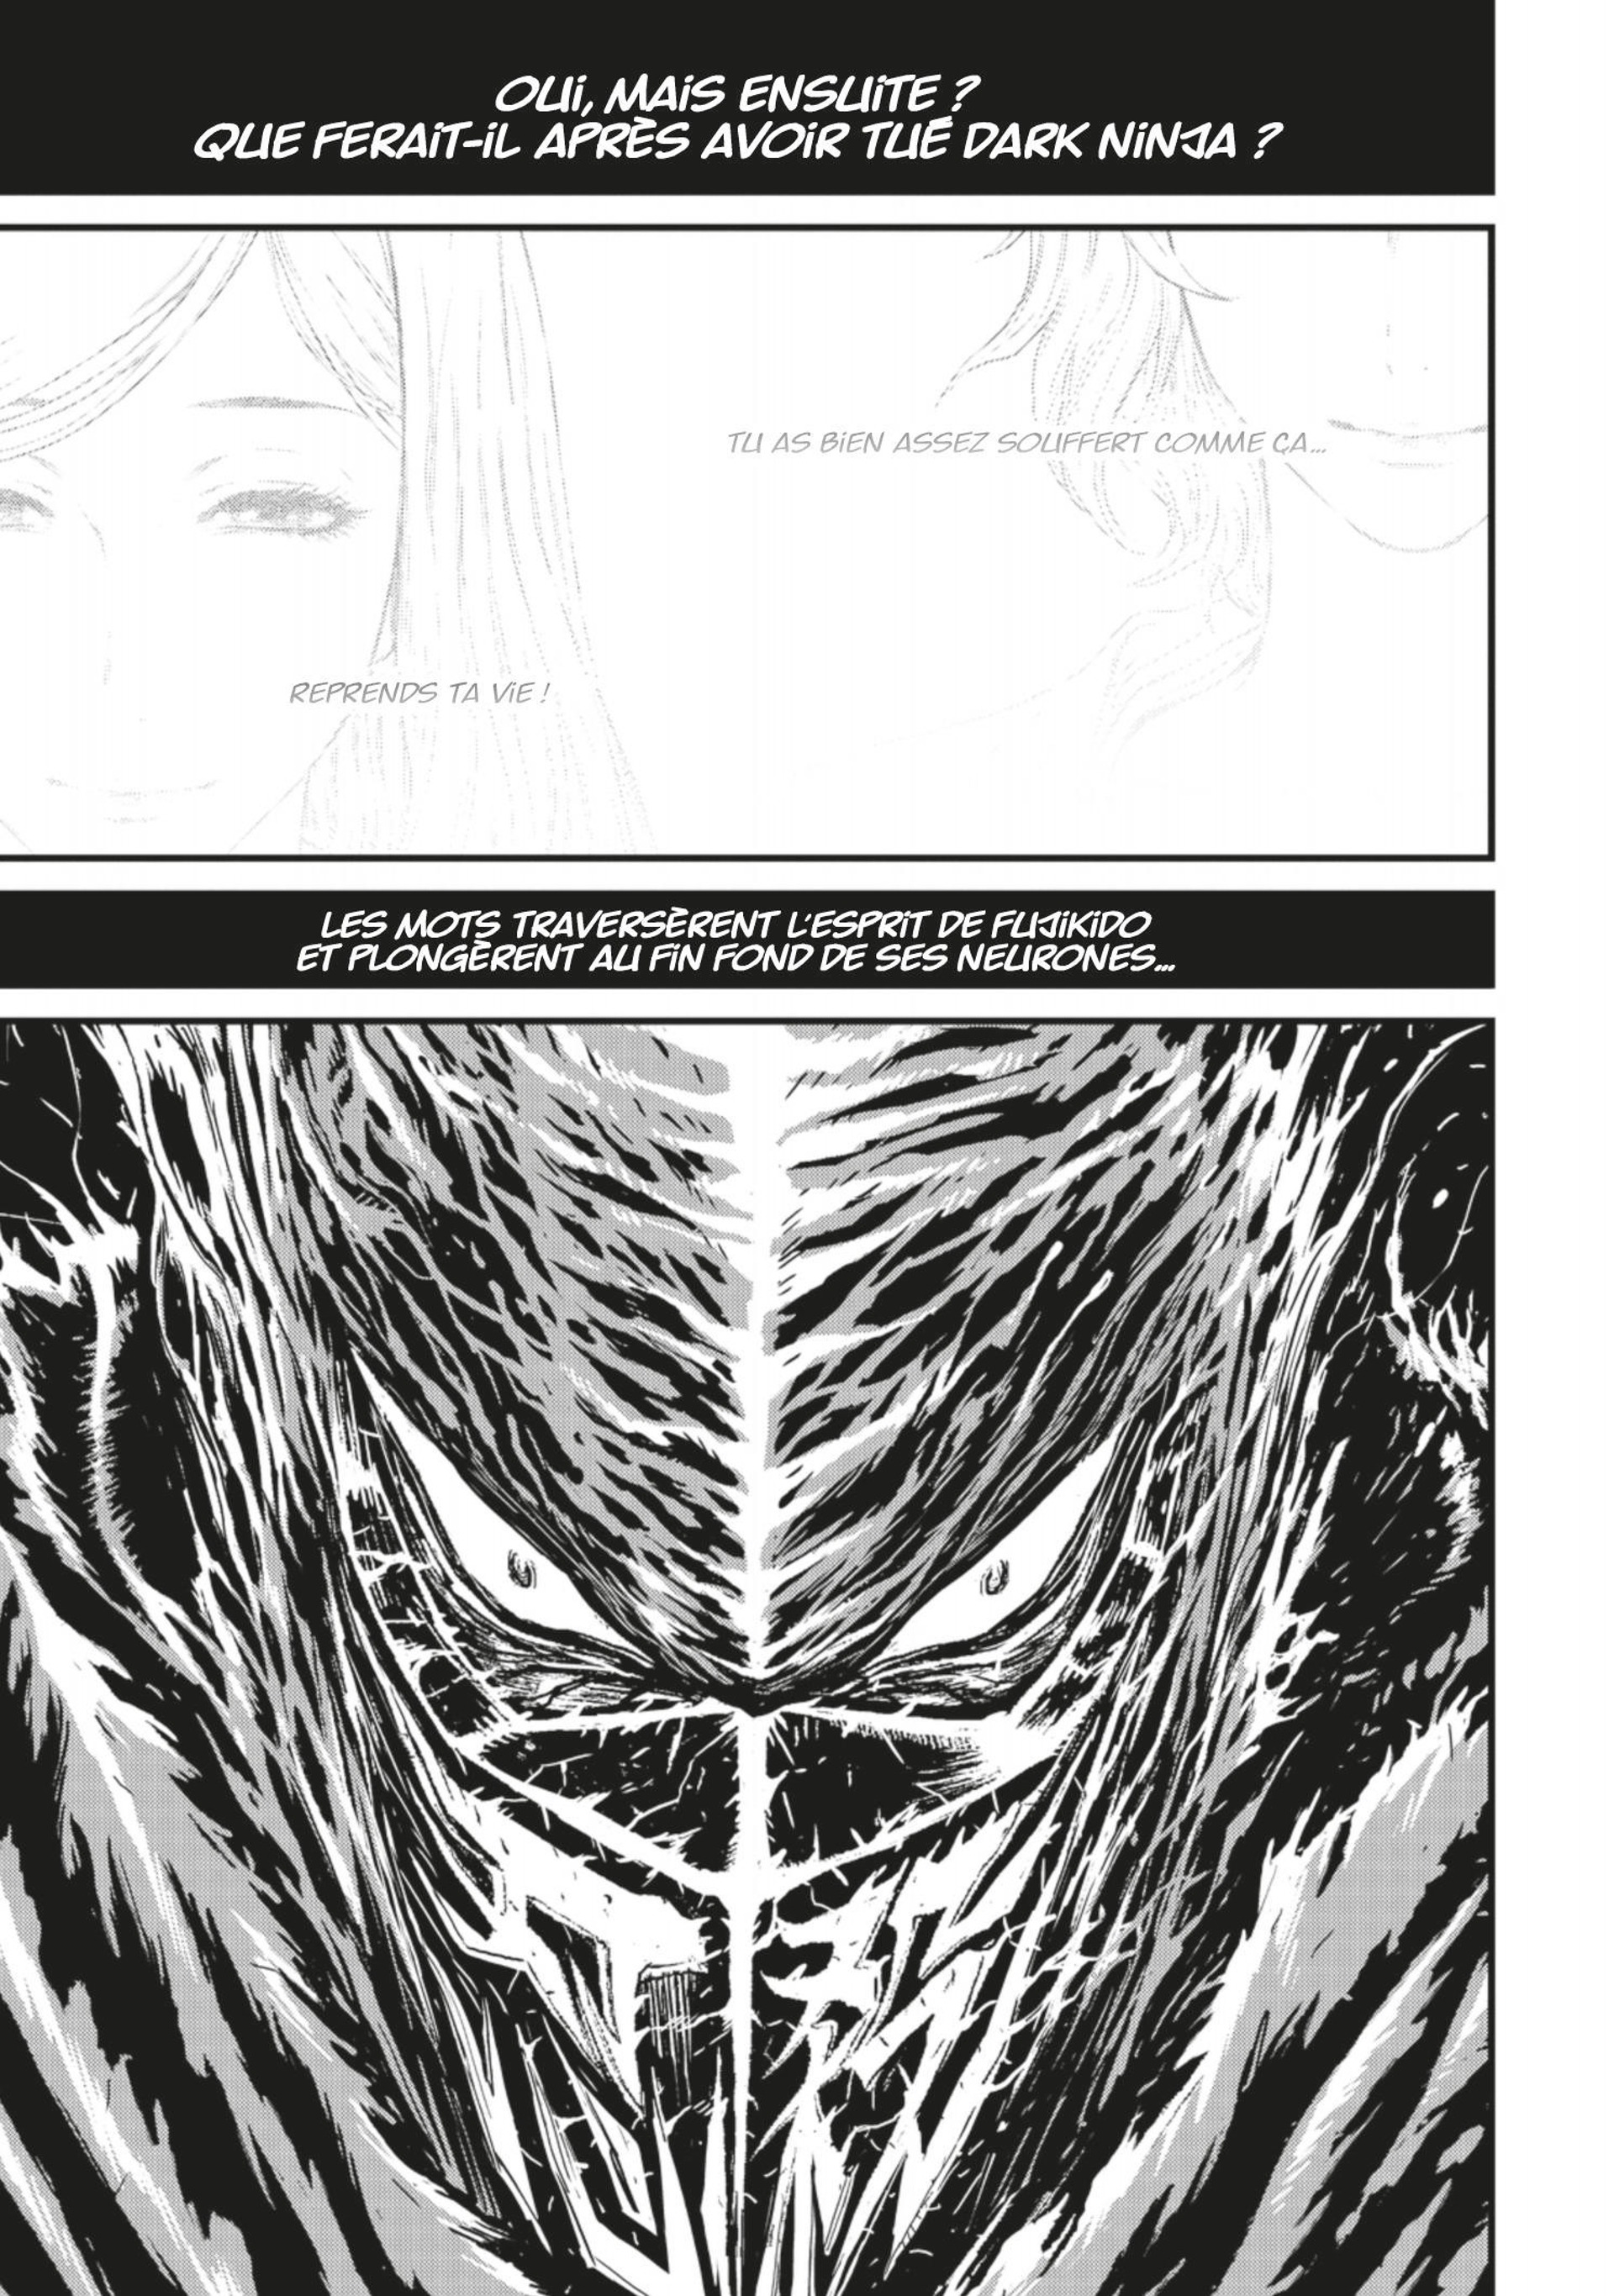 OUi, MAiS ENSUiTE ?
QUE FERAiT-iL APRÈS AVOiR TUÉ DARK NiNJA ?
TU AS BiEN ASSEZ SOUFFERT COMME ÇA...
REPRENDS TA ViE !
LES MOTS TRAVERSÈRENT L'ESPRiT DE FUJiKiDO
ET PLONGÈRENT AU FiN FOND DE SES NEURONES...